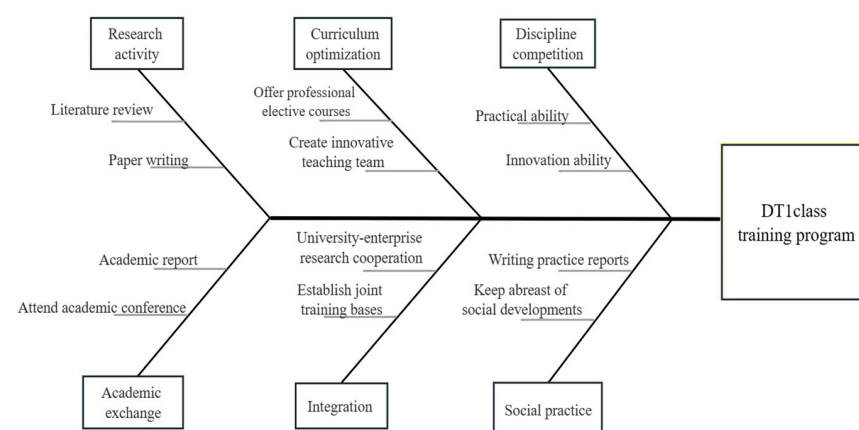 Research
activity
Curriculum
optimization
Discipline
competition
Literature review
Paper writing
Offer professional
elective courses
Create innovative
teaching team
Practical ability
Innovation ability
DT1class
training program
Academic report
Attend academic conference
University-enterprise
research cooperation
Establish joint
training bases
Writing practice reports
Keep abreast of
social developments
Academic
exchange
Integration
Social practice